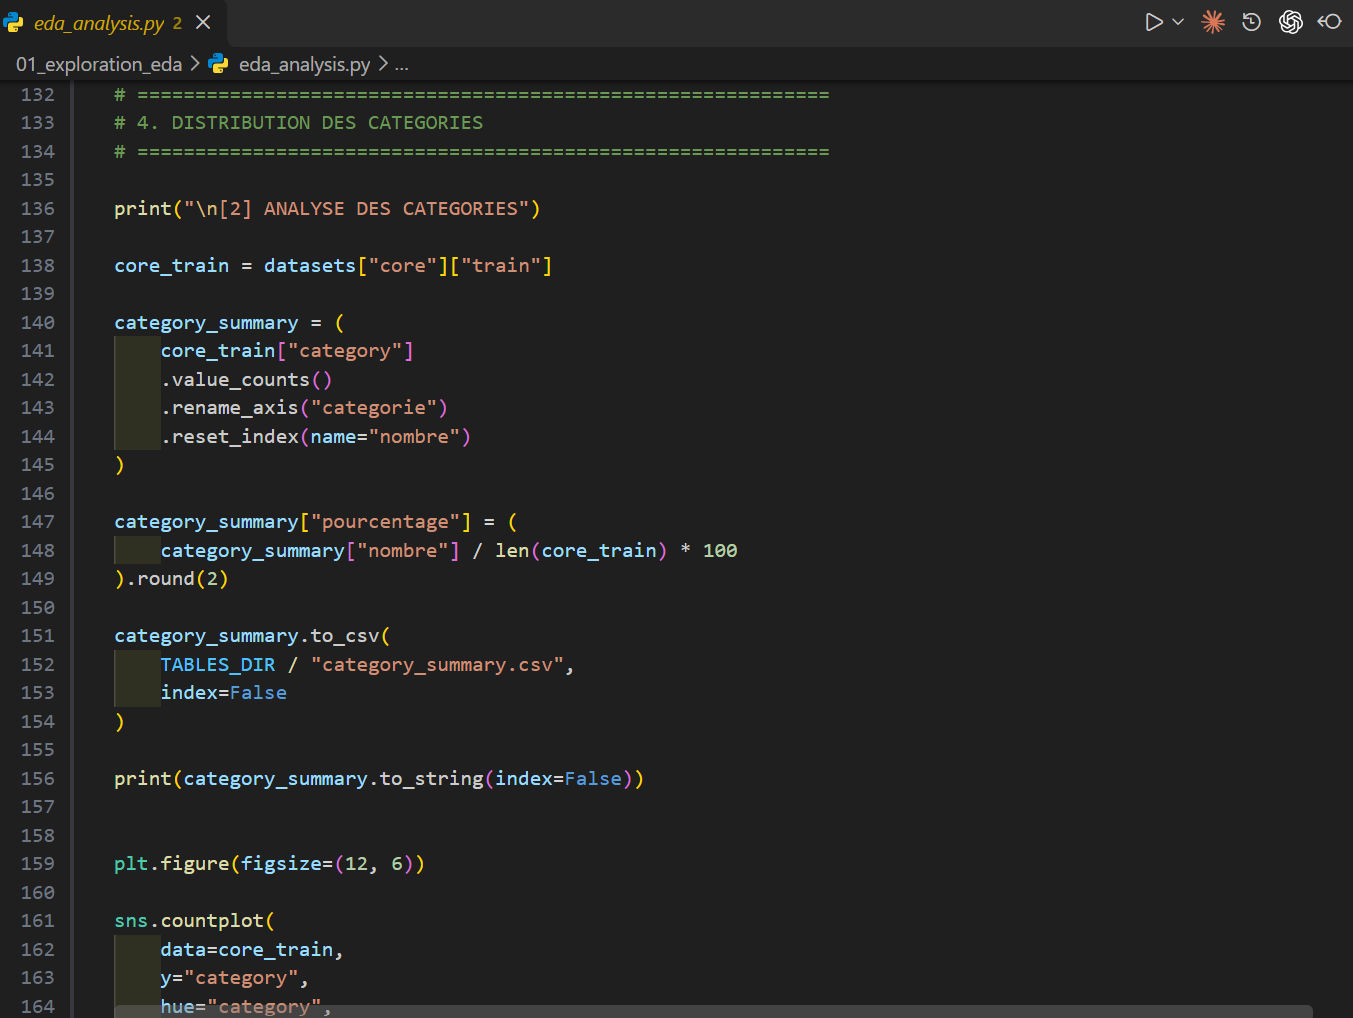 eda_analysis.py 2
01_exploration_eda > eda_analysis.py > ...
132 # ============================================================
133 # 4. DISTRIBUTION DES CATEGORIES
134 # ============================================================
135
136 print("\n[2] ANALYSE DES CATEGORIES")
137
138 core_train = datasets["core"]["train"]
139
140 category_summary = (
141     core_train["category"]
142     .value_counts()
143     .rename_axis("categorie")
144     .reset_index(name="nombre")
145 )
146
147 category_summary["pourcentage"] = (
148     category_summary["nombre"] / len(core_train) * 100
149 ).round(2)
150
151 category_summary.to_csv(
152     TABLES_DIR / "category_summary.csv",
153     index=False
154 )
155
156 print(category_summary.to_string(index=False))
157
158
159 plt.figure(figsize=(12, 6))
160
161 sns.countplot(
162     data=core_train,
163     y="category",
164     hue="category",